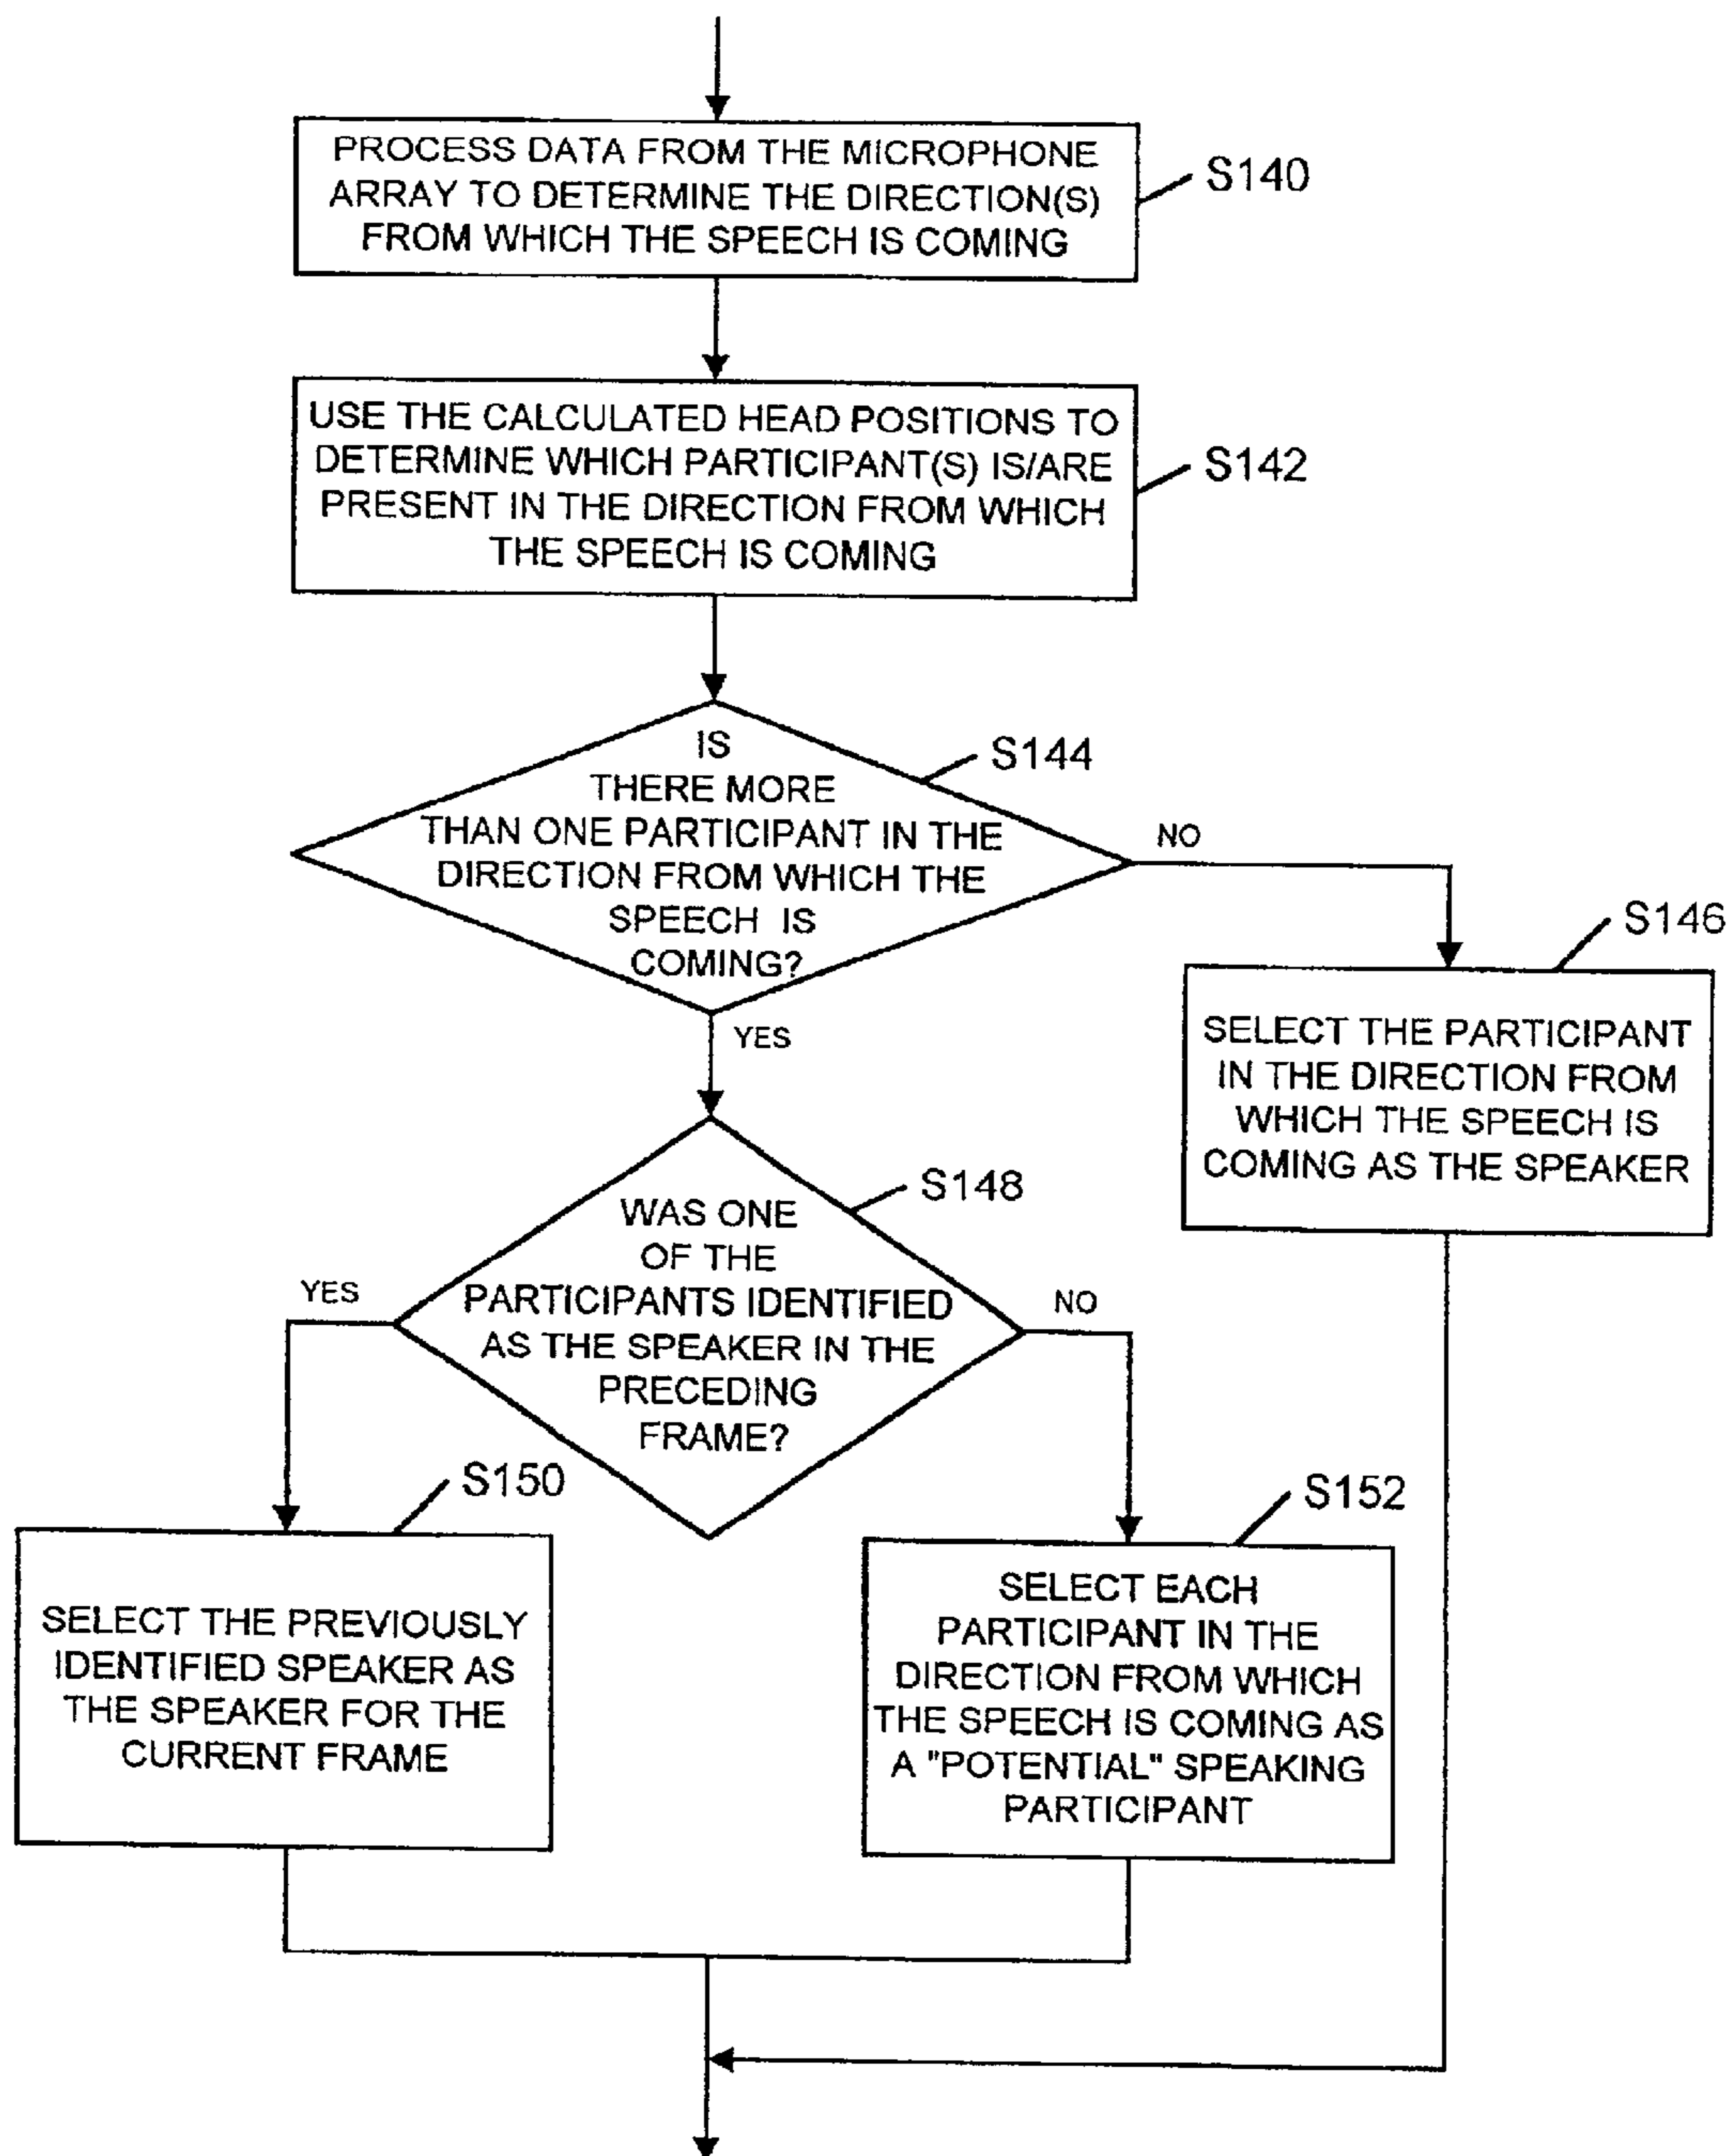 PROCESS DATA FROM THE MICROPHONE
ARRAY TO DETERMINE THE DIRECTION(S)
FROM WHICH THE SPEECH IS COMING
S140
USE THE CALCULATED HEAD POSITIONS TO
DETERMINE WHICH PARTICIPANT(S) IS/ARE
PRESENT IN THE DIRECTION FROM WHICH
THE SPEECH IS COMING
S142
IS
THERE MORE
THAN ONE PARTICIPANT IN THE
DIRECTION FROM WHICH THE
SPEECH IS
COMING?
S144
NO
YES
S146
SELECT THE PARTICIPANT
IN THE DIRECTION FROM
WHICH THE SPEECH IS
COMING AS THE SPEAKER
WAS ONE
OF THE
PARTICIPANTS IDENTIFIED
AS THE SPEAKER IN THE
PRECEDING
FRAME?
S148
YES
NO
S150
SELECT THE PREVIOUSLY
IDENTIFIED SPEAKER AS
THE SPEAKER FOR THE
CURRENT FRAME
S152
SELECT EACH
PARTICIPANT IN THE
DIRECTION FROM WHICH
THE SPEECH IS COMING AS
A "POTENTIAL" SPEAKING
PARTICIPANT